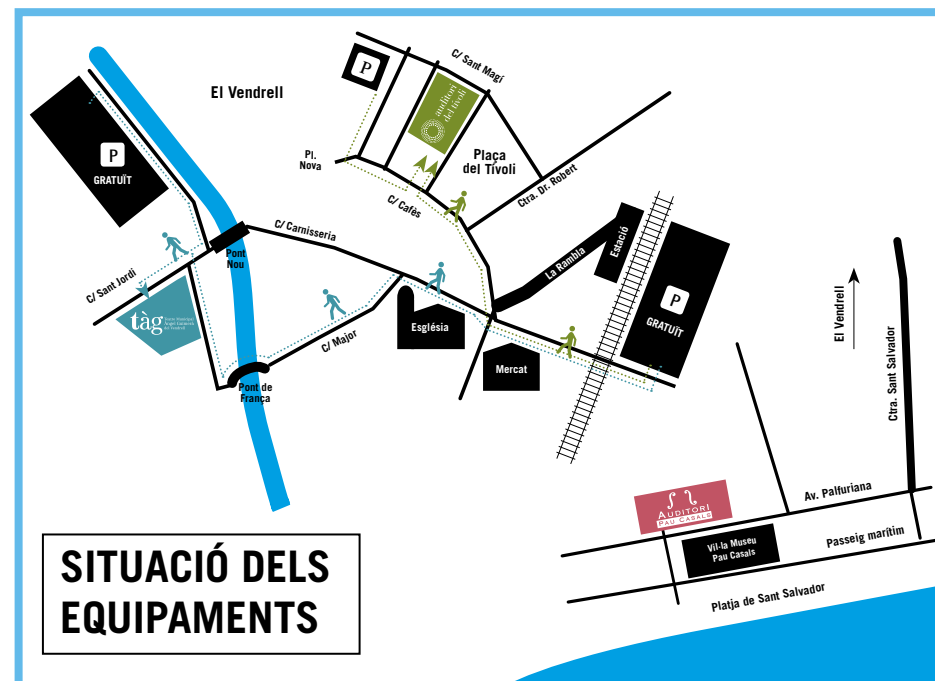 El Vendrell
P
GRATUÏT
P
C/ Sant Magí
auditori
del tívoli
Pl.
Nova
Plaça
del Tívoli
C/ Cafès
Ctra. Dr. Robert
C/ Carnisseria
Pont
Nou
C/ Sant Jordi
tàg
La Rambla
Estació
P
GRATUÏT
Església
C/ Major
Mercat
Pont de
França
El Vendrell
Ctra. Sant Salvador
AUDITORI
PAU CASALS
Av. Palfuriana
Vil·la Museu
Pau Casals
Passeig marítim
Platja de Sant Salvador
SITUACIÓ DELS
EQUIPAMENTS